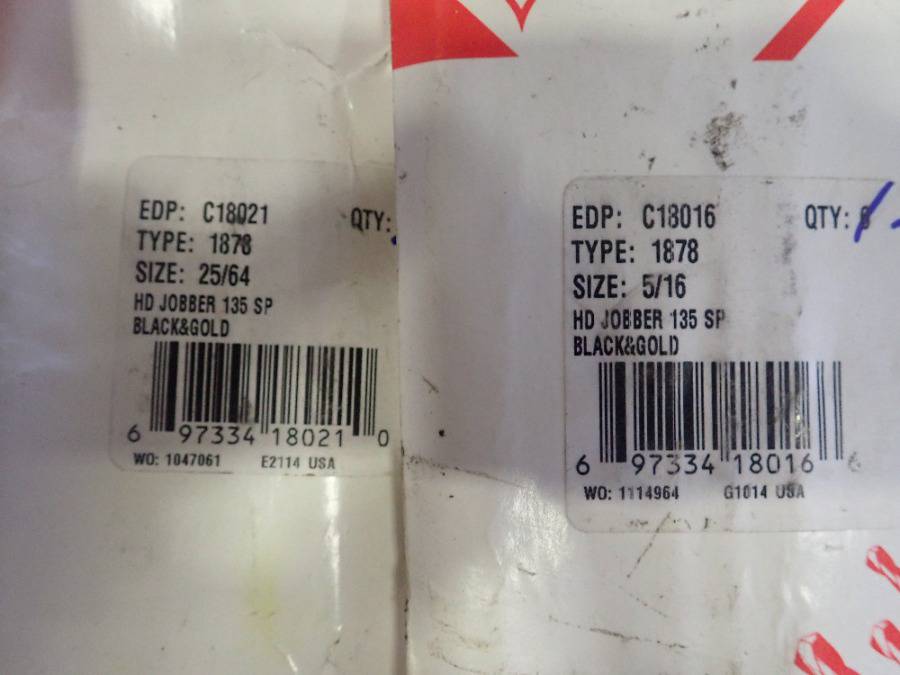 EDP: C18021 QTY:
TYPE: 1878
SIZE: 25/64
HD JOBBER 135 SP
BLACK&GOLD
6 97334 18021 0
WO: 1047061 E2114 USA
EDP: C18016 QTY:
TYPE: 1878
SIZE: 5/16
HD JOBBER 135 SP
BLACK&GOLD
6 97334 18016 6
WO: 1114964 G1014 USA